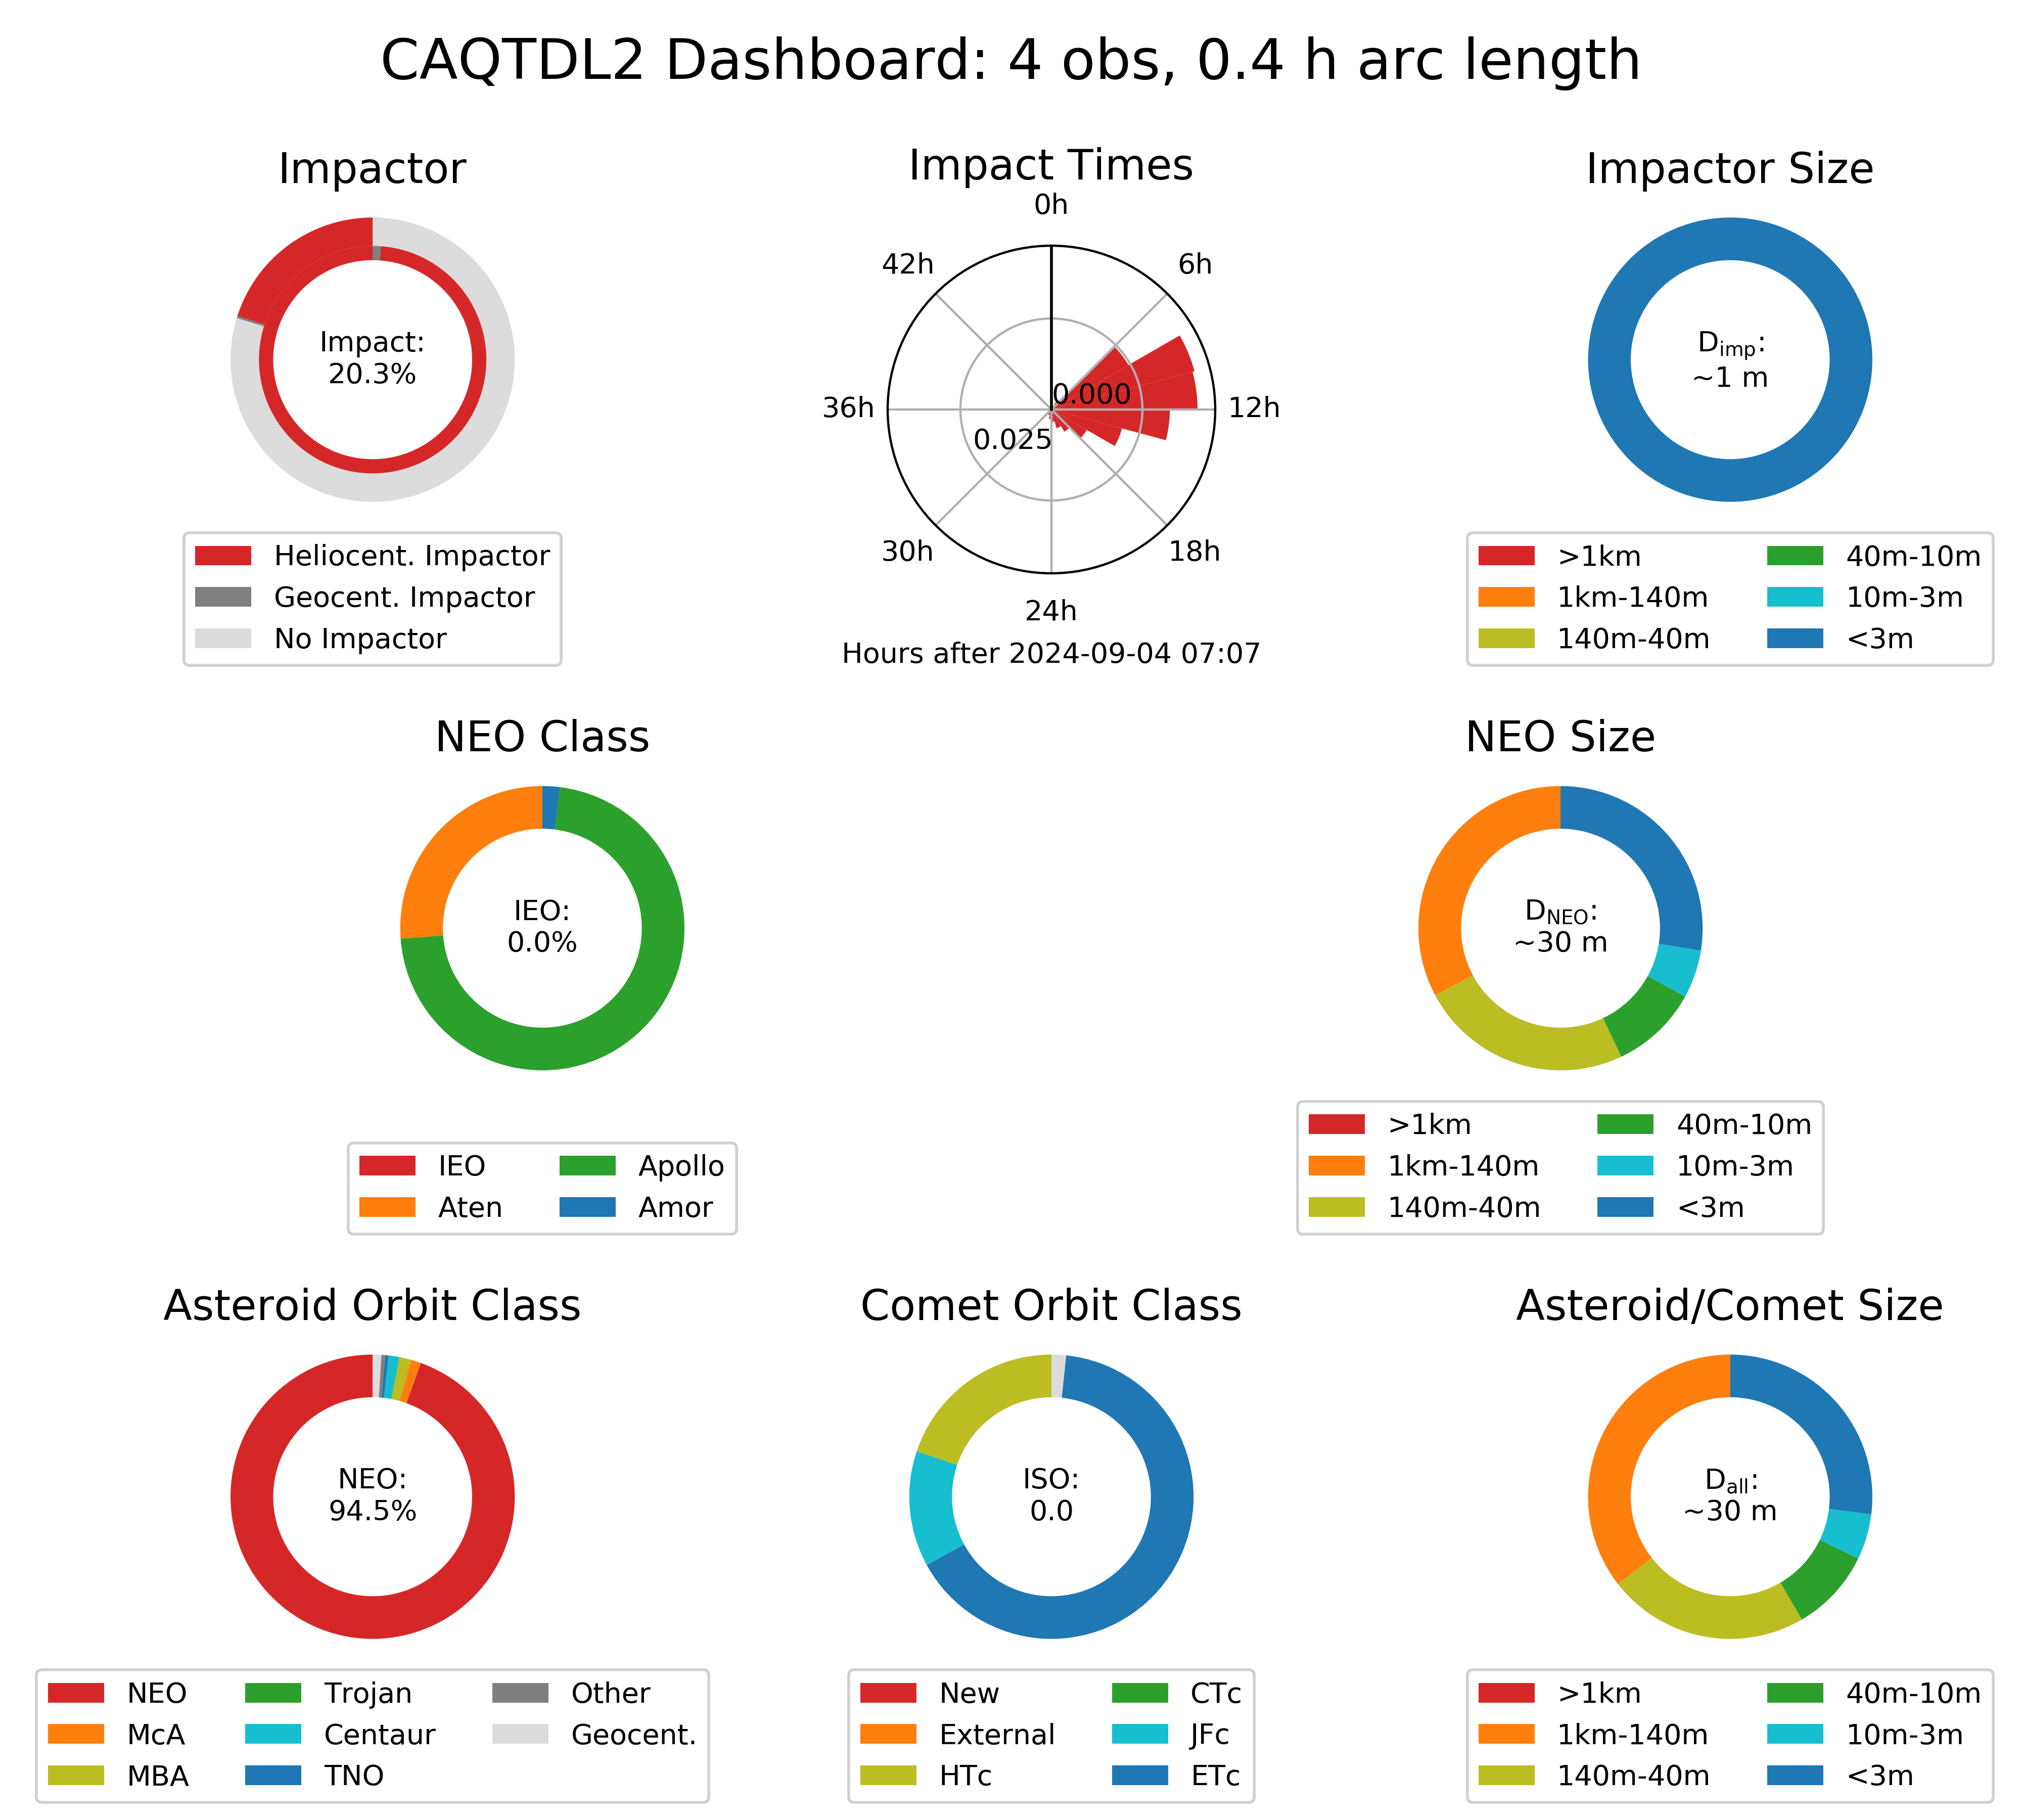 CAQTDL2 Dashboard: 4 obs, 0.4 h arc length
Impactor
Impact:
20.3%
Heliocent. Impactor
Geocent. Impactor
No Impactor
Impact Times
0h
6h
12h
18h
24h
30h
36h
42h
0.000
0.025
Hours after 2024-09-04 07:07
Impactor Size
Dimp:
~1 m
>1km
1km-140m
140m-40m
40m-10m
10m-3m
<3m
NEO Class
IEO:
0.0%
IEO
Aten
Apollo
Amor
NEO Size
DNEO:
~30 m
>1km
1km-140m
140m-40m
40m-10m
10m-3m
<3m
Asteroid Orbit Class
NEO:
94.5%
NEO
McA
MBA
Trojan
Centaur
TNO
Other
Geocent.
Comet Orbit Class
ISO:
0.0
New
External
HTc
CTc
JFc
ETc
Asteroid/Comet Size
Dall:
~30 m
>1km
1km-140m
140m-40m
40m-10m
10m-3m
<3m